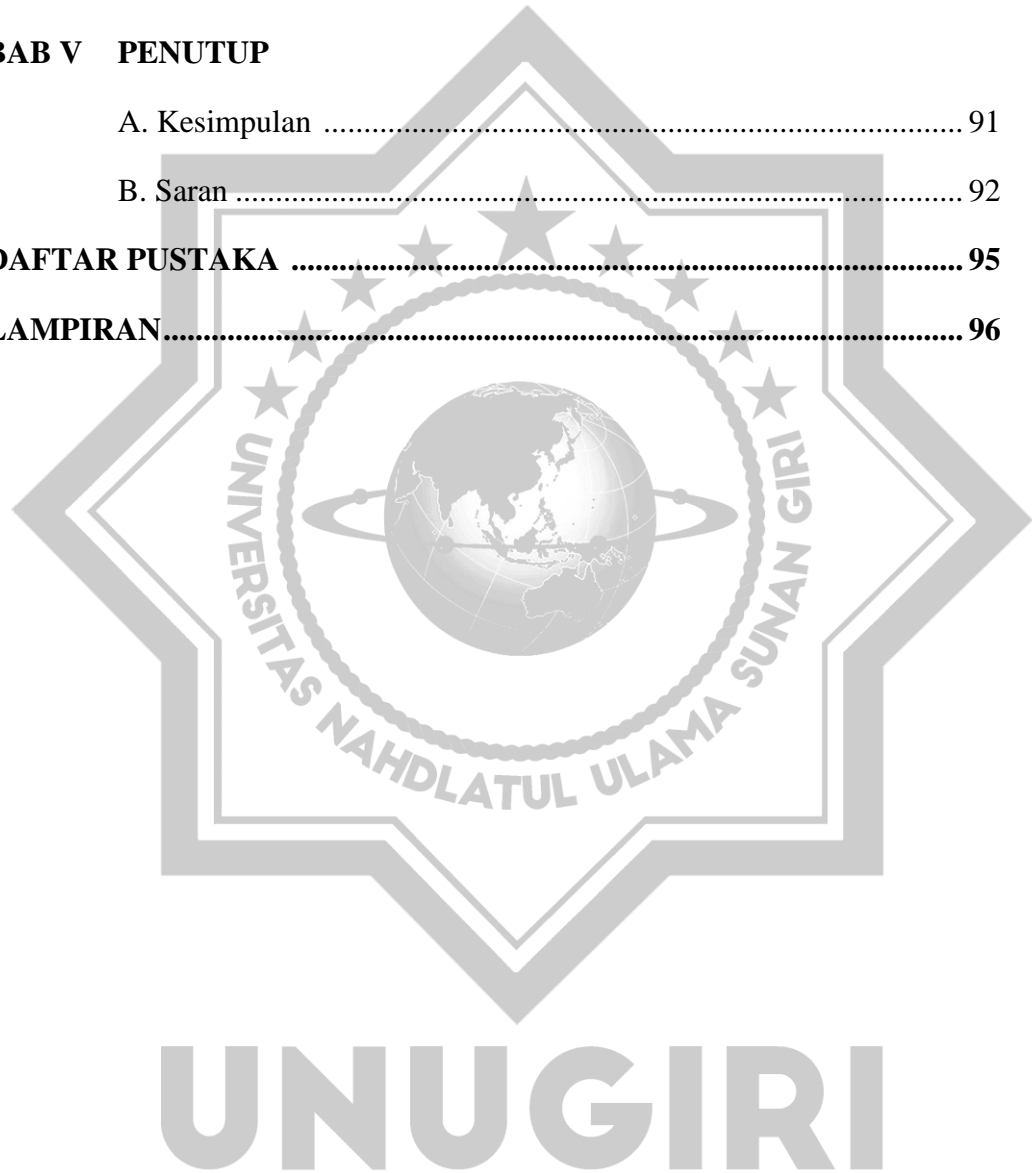 BAB V PENUTUP
A. Kesimpulan ................................................................... 91
B. Saran ............................................................................ 92
DAFTAR PUSTAKA ...................................................................... 95
LAMPIRAN................................................................................... 96
UNIVERSITAS NAHDLATUL ULAMA SUNAN GIRI
UNUGIRI